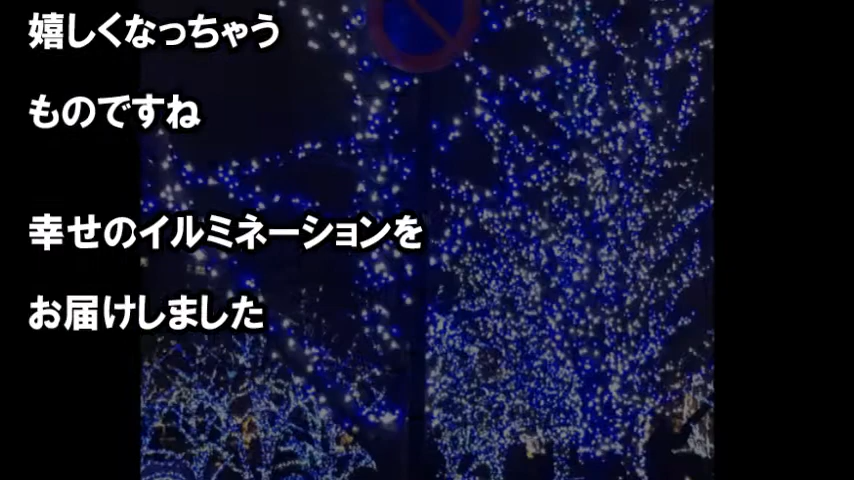 嬉しくなっちゃう
ものですね
幸せのイルミネーションを
お届けしました